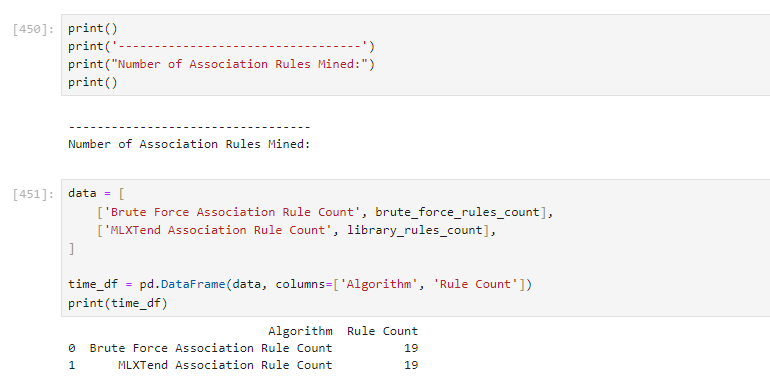 [450]: print()
print('----------------------------------')
print("Number of Association Rules Mined:")
print()
----------------------------------
Number of Association Rules Mined:
[451]: data = [
    ['Brute Force Association Rule Count', brute_force_rules_count],
    ['MLXTend Association Rule Count', library_rules_count],
]
time_df = pd.DataFrame(data, columns=['Algorithm', 'Rule Count'])
print(time_df)
                            Algorithm  Rule Count
0  Brute Force Association Rule Count          19
1      MLXTend Association Rule Count          19